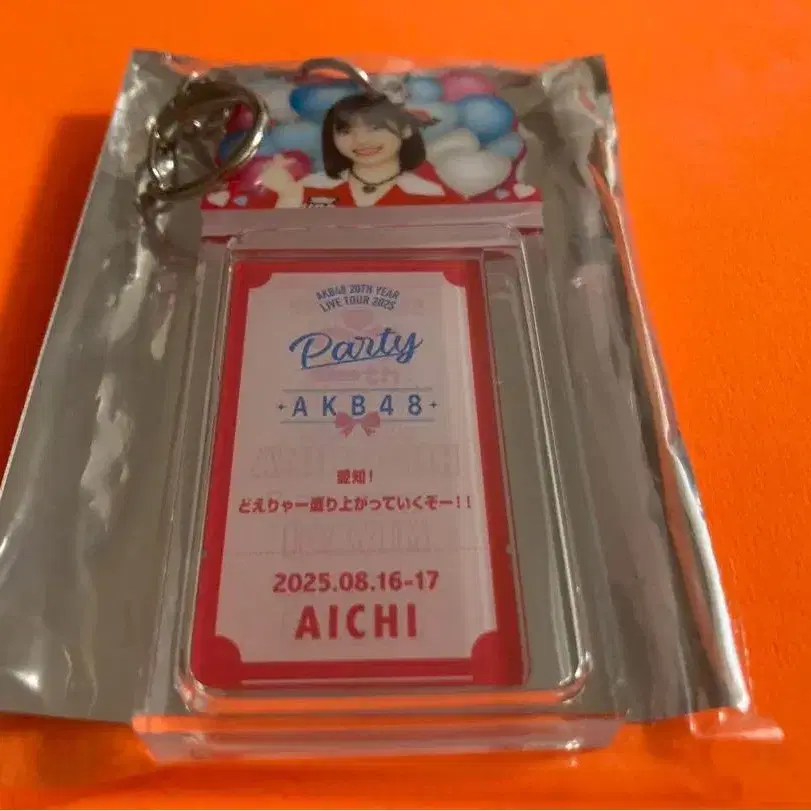 AKB48 20TH YEAR
LIVE TOUR 2025
Party
AKB48
愛知！
どえりゃー盛り上がっていくぞー！！
2025.08.16-17
AICHI